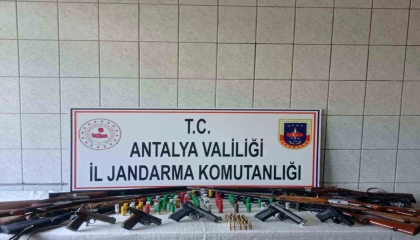 T.C.
ANTALYA VALİLİĞİ
İL JANDARMA KOMUTANLIĞI